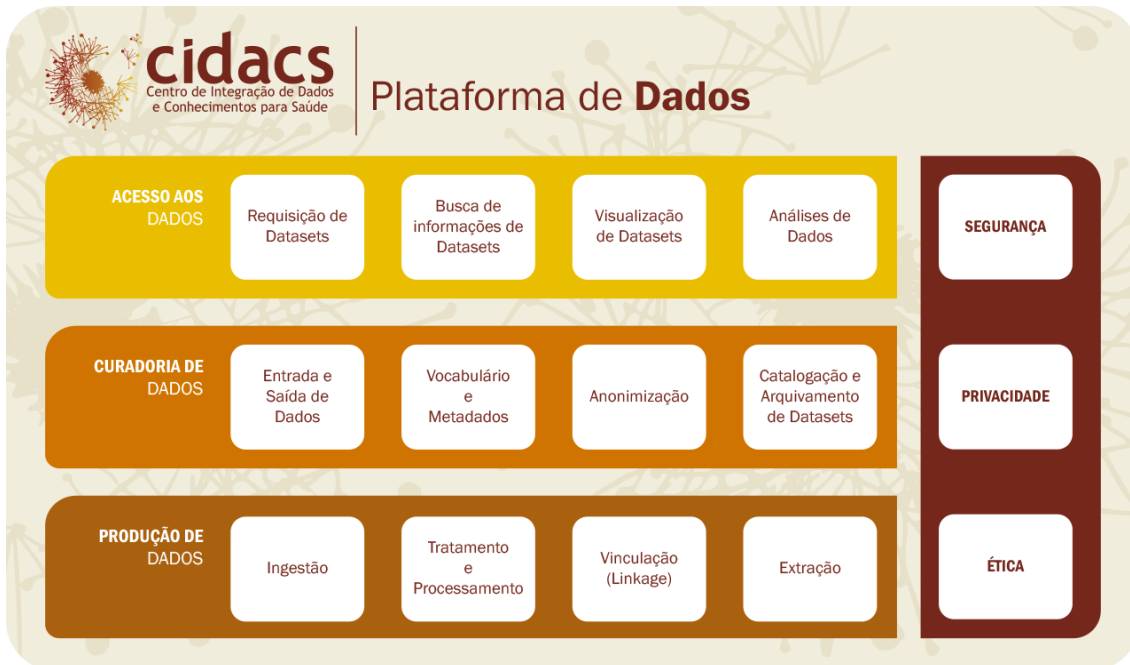 cidacs
Centro de Integração de Dados
e Conhecimentos para Saúde
Plataforma de Dados
ACESSO AOS
DADOS
Requisição de
Datasets
Busca de
informações de
Datasets
Visualização
de Datasets
Análises de
Dados
SEGURANÇA
CURADORIA DE
DADOS
Entrada e
Saída de
Dados
Vocabulário
e
Metadados
Anonimização
Catalogação e
Arquivamento
de Datasets
PRIVACIDADE
PRODUÇÃO DE
DADOS
Ingestão
Tratamento
e
Processamento
Vinculação
(Linkage)
Extração
ÉTICA